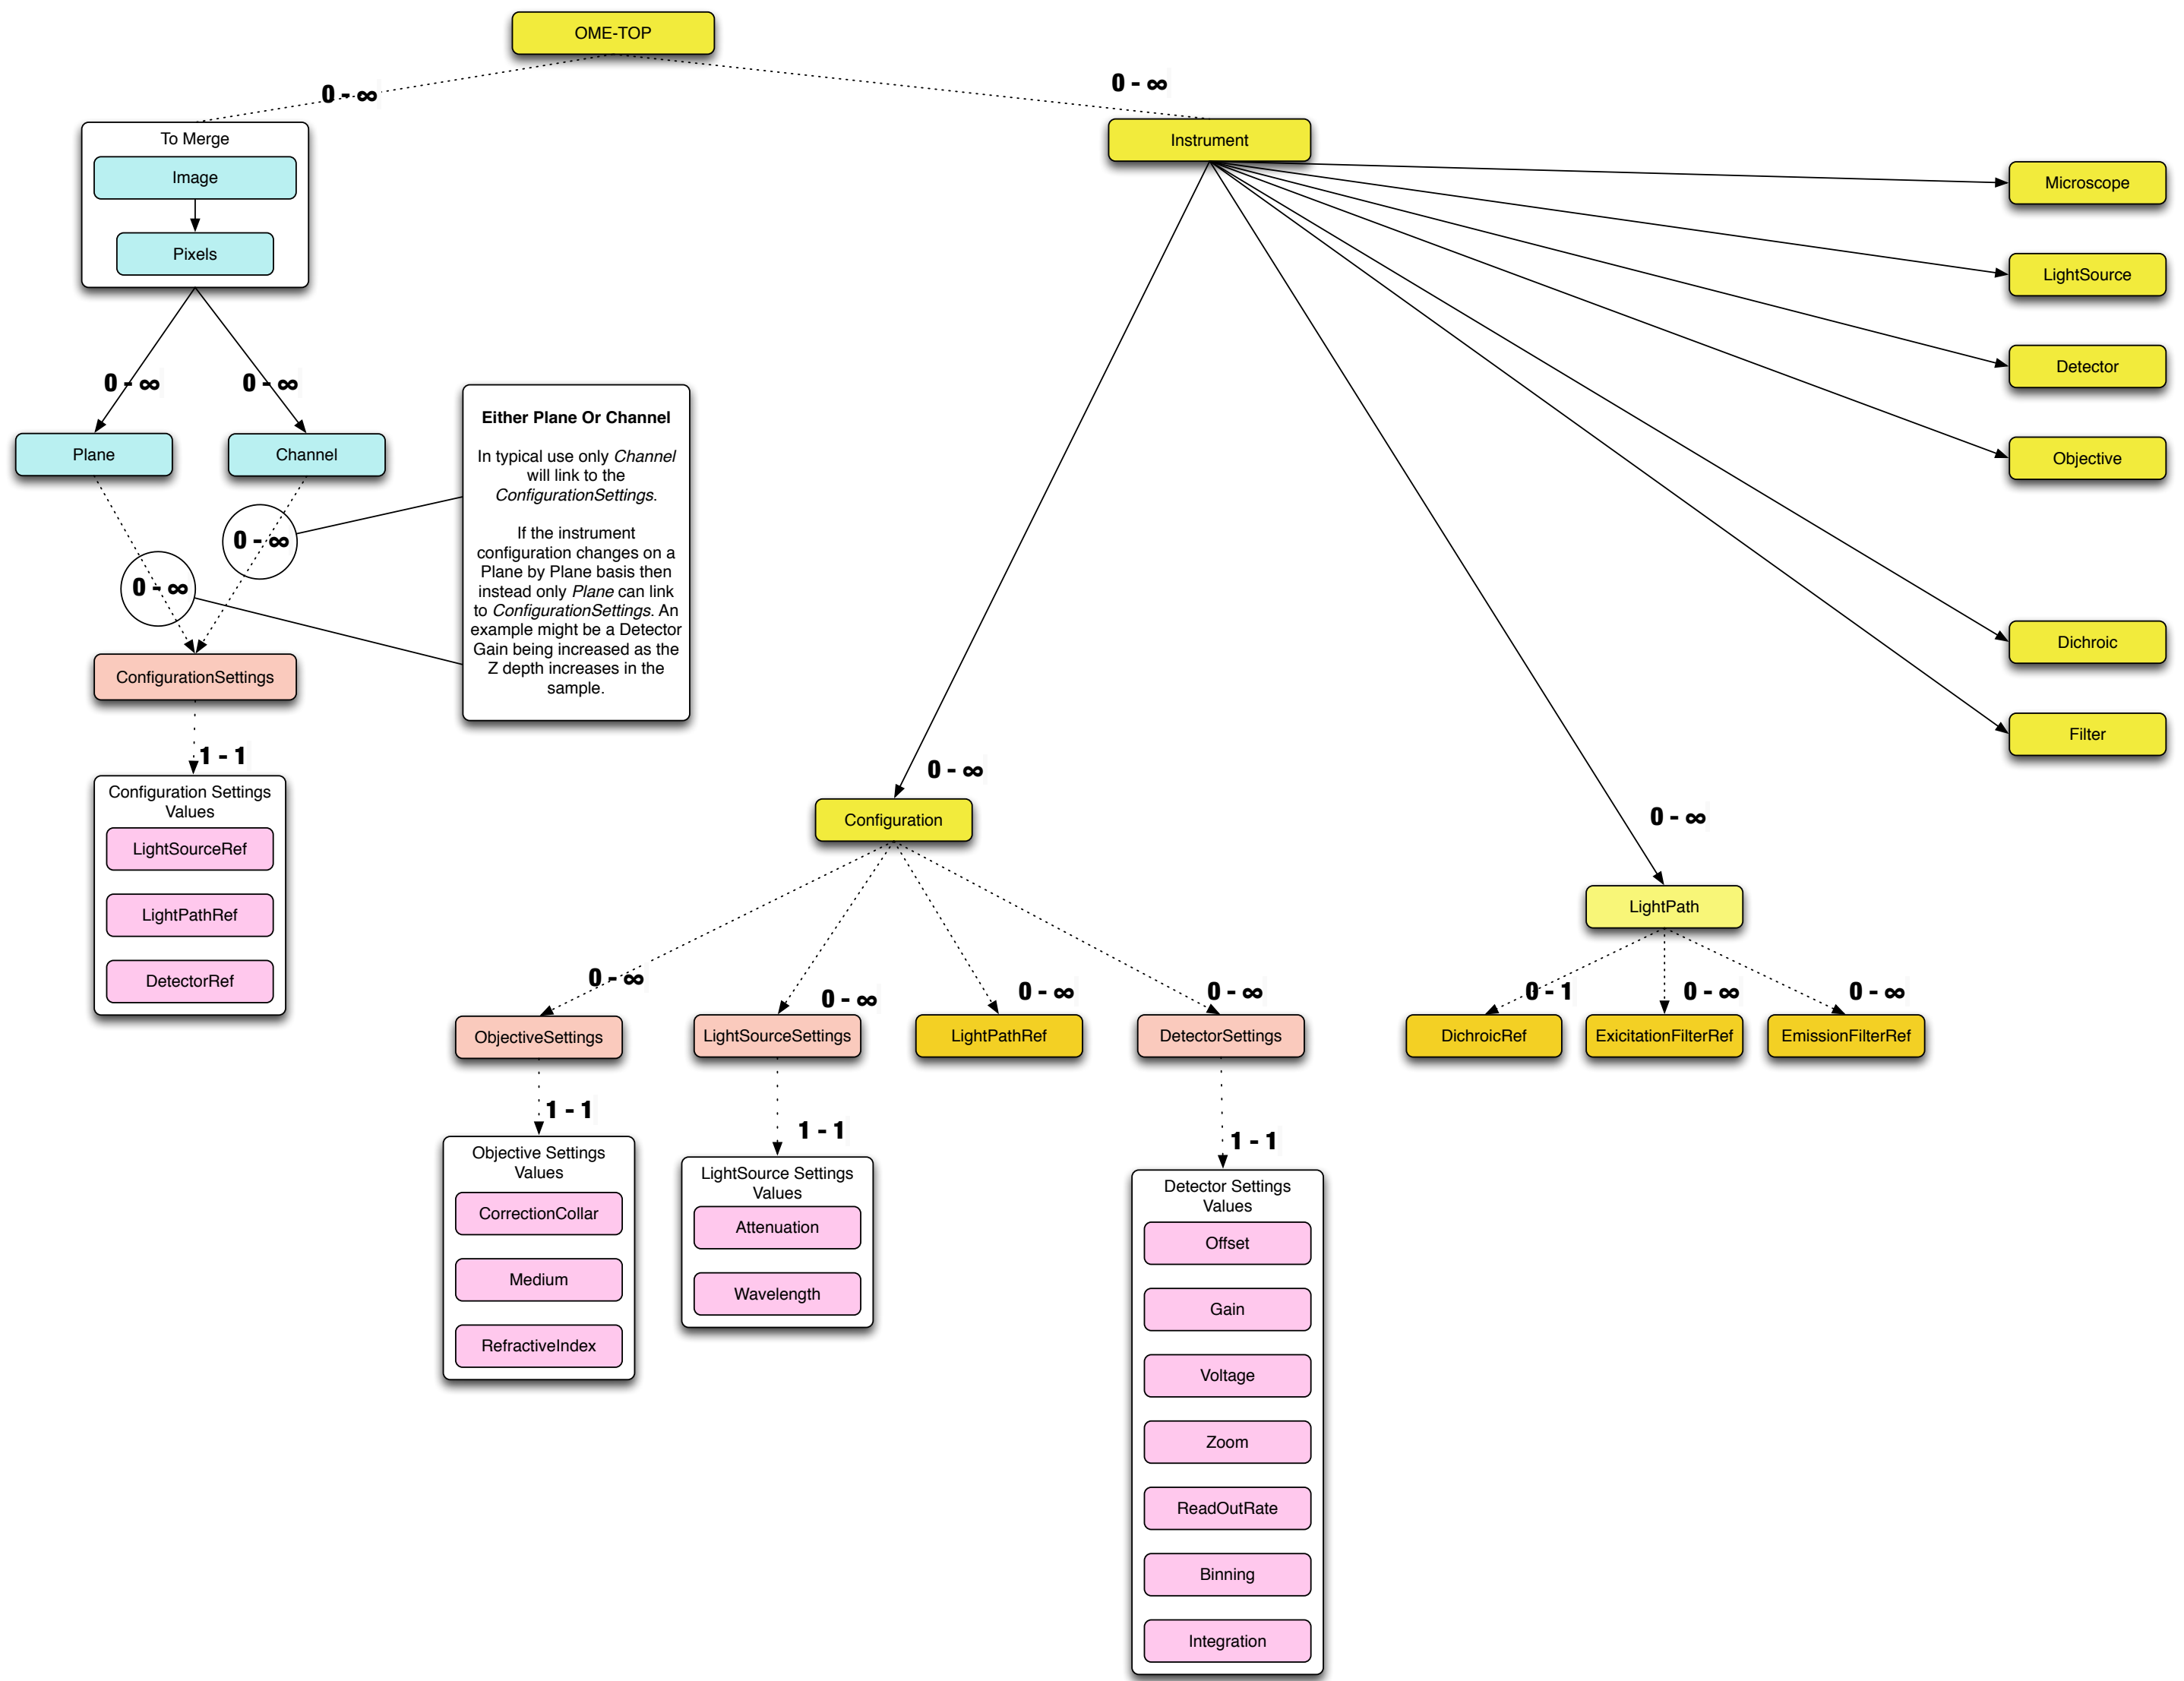 OME-TOP
0 - ∞
0 - ∞
To Merge
Image
Pixels
Instrument
Microscope
LightSource
Detector
Objective
Dichroic
Filter
0 - ∞
0 - ∞
Plane
Channel
0 - ∞
0 - ∞
Either Plane Or Channel
In typical use only Channel
will link to the
ConfigurationSettings.
If the instrument
configuration changes on a
Plane by Plane basis then
instead only Plane can link
to ConfigurationSettings. An
example might be a Detector
Gain being increased as the
Z depth increases in the
sample.
ConfigurationSettings
1 - 1
Configuration Settings
Values
LightSourceRef
LightPathRef
DetectorRef
0 - ∞
Configuration
0 - ∞
LightPath
0 - ∞
0 - ∞
0 - ∞
0 - ∞
0 - 1
0 - ∞
0 - ∞
ObjectiveSettings
LightSourceSettings
LightPathRef
DetectorSettings
DichroicRef
ExicitationFilterRef
EmissionFilterRef
1 - 1
1 - 1
1 - 1
Objective Settings
Values
CorrectionCollar
Medium
RefractiveIndex
LightSource Settings
Values
Attenuation
Wavelength
Detector Settings
Values
Offset
Gain
Voltage
Zoom
ReadOutRate
Binning
Integration